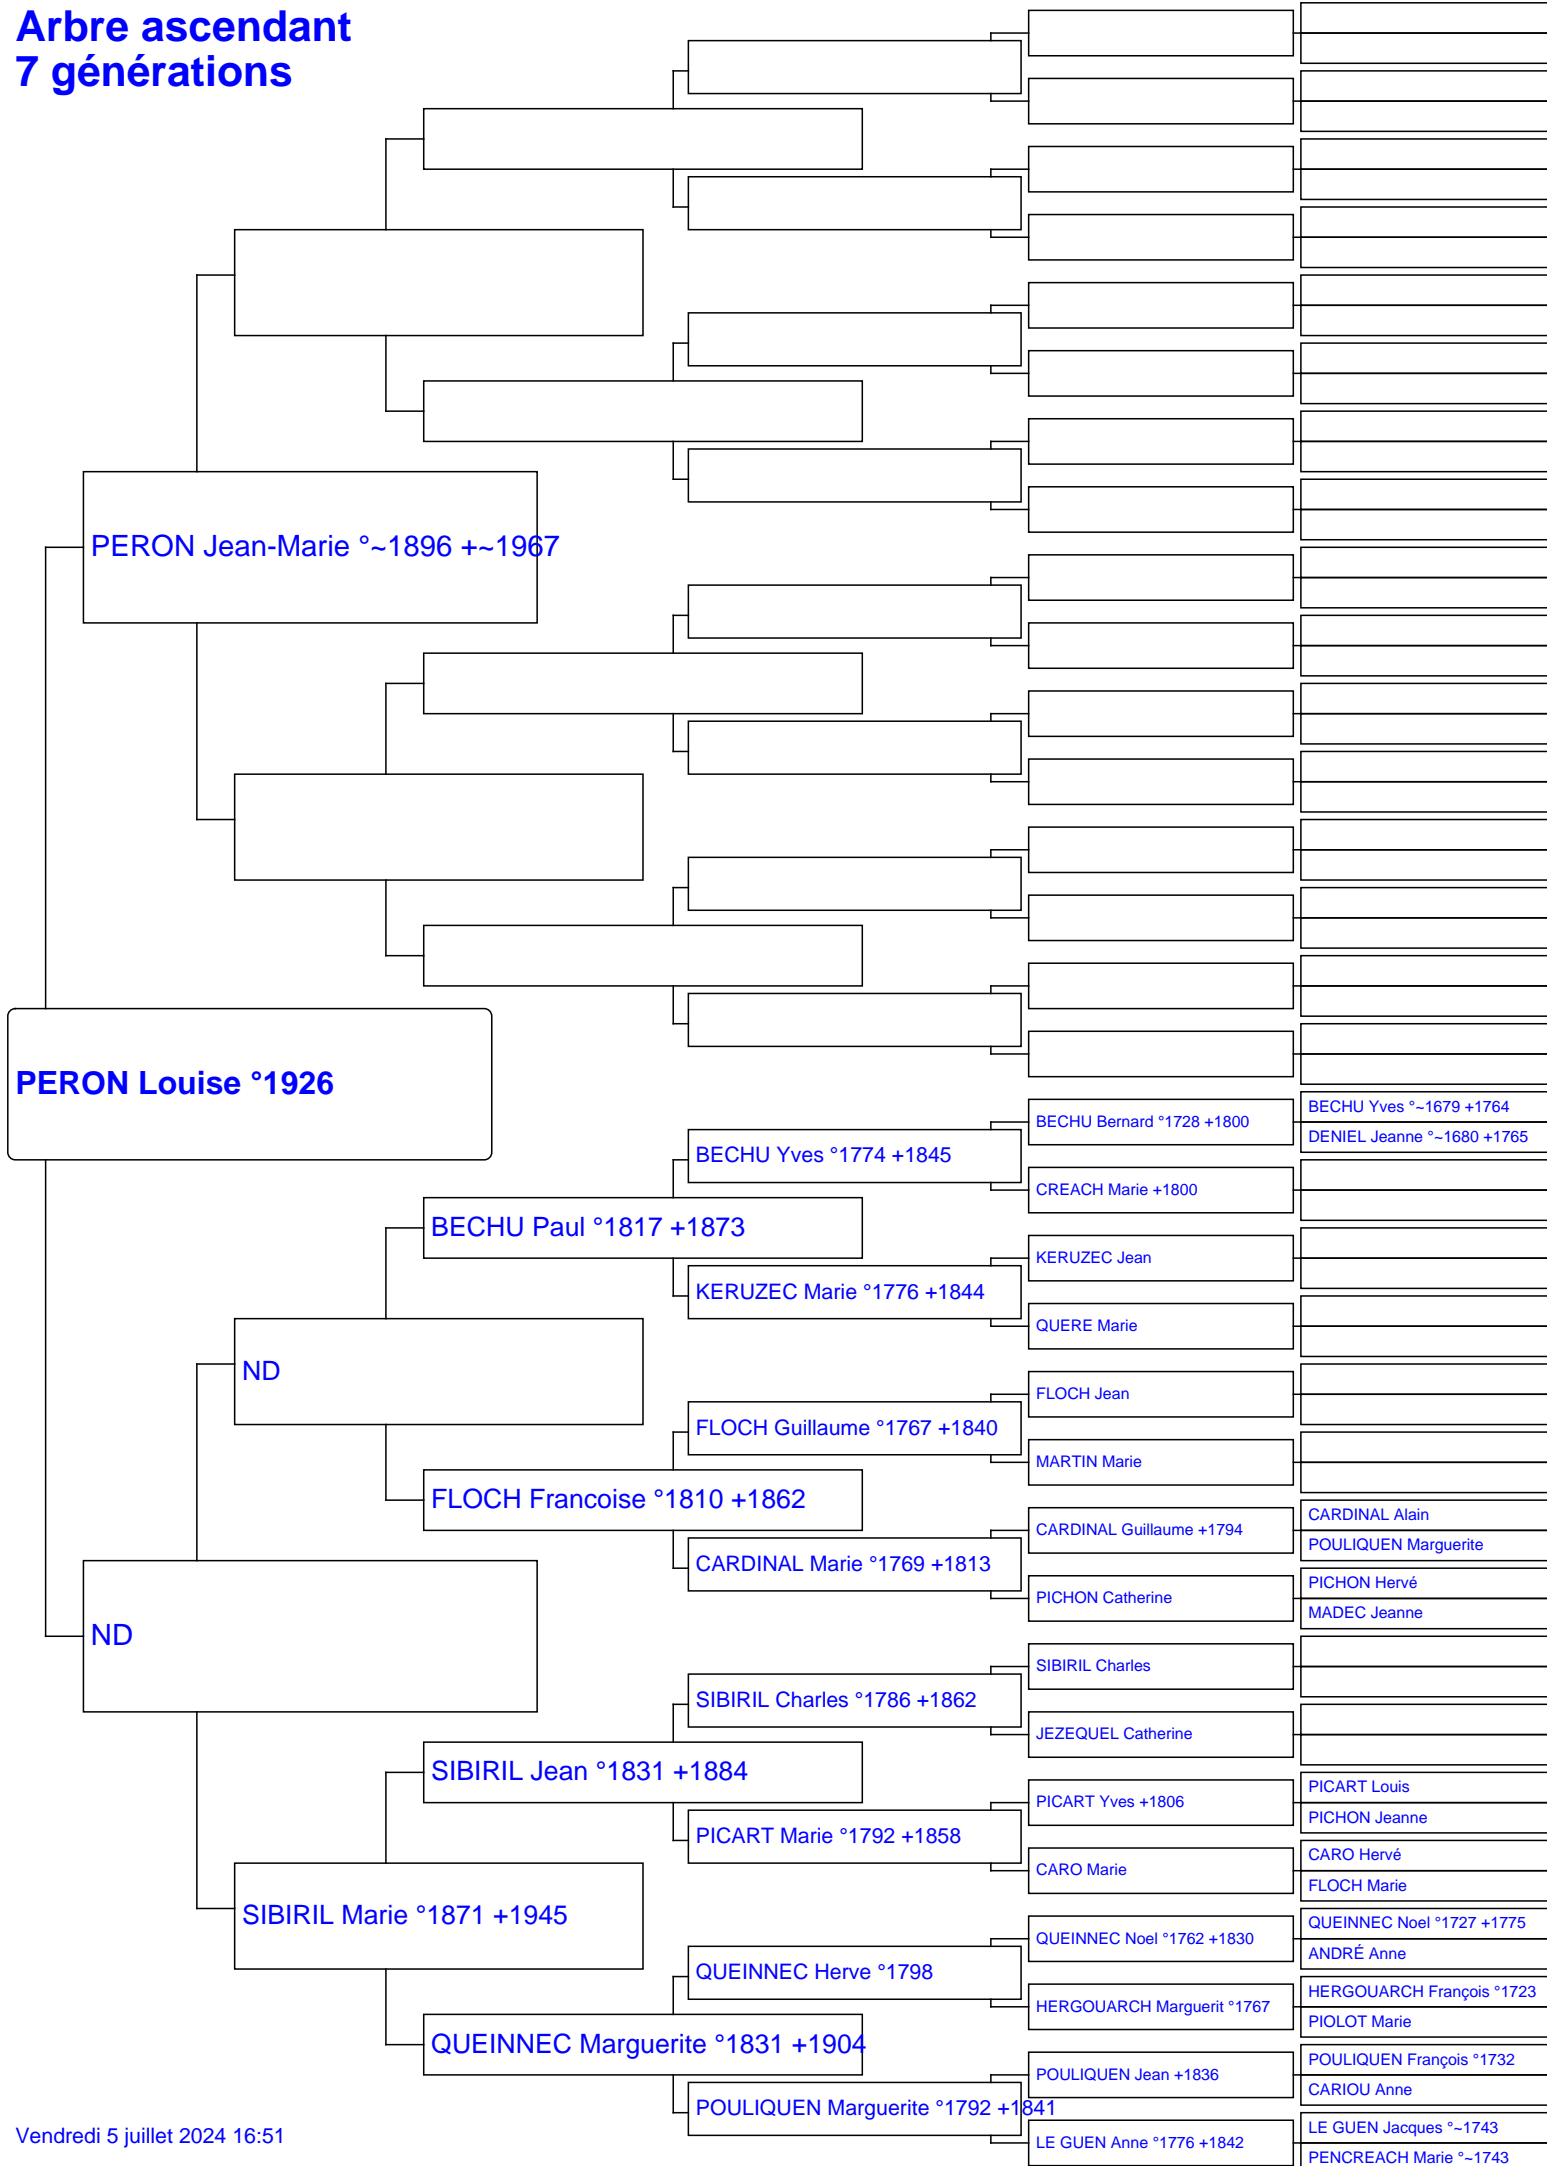 Arbre ascendant
7 générations
PERON Jean-Marie °~1896 +~1967
PERON Louise °1926
BECHU Yves °~1679 +1764
BECHU Bernard °1728 +1800
DENIEL Jeanne °~1680 +1765
BECHU Yves °1774 +1845
CREACH Marie +1800
BECHU Paul °1817 +1873
KERUZEC Jean
KERUZEC Marie °1776 +1844
QUERE Marie
ND
FLOCH Jean
FLOCH Guillaume °1767 +1840
MARTIN Marie
FLOCH Francoise °1810 +1862
CARDINAL Alain
CARDINAL Guillaume +1794
POULIQUEN Marguerite
CARDINAL Marie °1769 +1813
PICHON Hervé
PICHON Catherine
MADEC Jeanne
ND
SIBIRIL Charles
SIBIRIL Charles °1786 +1862
JEZEQUEL Catherine
SIBIRIL Jean °1831 +1884
PICART Louis
PICART Yves +1806
PICHON Jeanne
PICART Marie °1792 +1858
CARO Hervé
CARO Marie
FLOCH Marie
SIBIRIL Marie °1871 +1945
QUEINNEC Noel °1727 +1775
QUEINNEC Noel °1762 +1830
ANDRÉ Anne
QUEINNEC Herve °1798
HERGOUARCH François °1723
HERGOUARCH Marguerit °1767
PIOLOT Marie
QUEINNEC Marguerite °1831 +1904
POULIQUEN François °1732
POULIQUEN Jean +1836
CARIOU Anne
POULIQUEN Marguerite °1792 +1841
LE GUEN Jacques °~1743
LE GUEN Anne °1776 +1842
PENCREACH Marie °~1743
Vendredi 5 juillet 2024 16:51